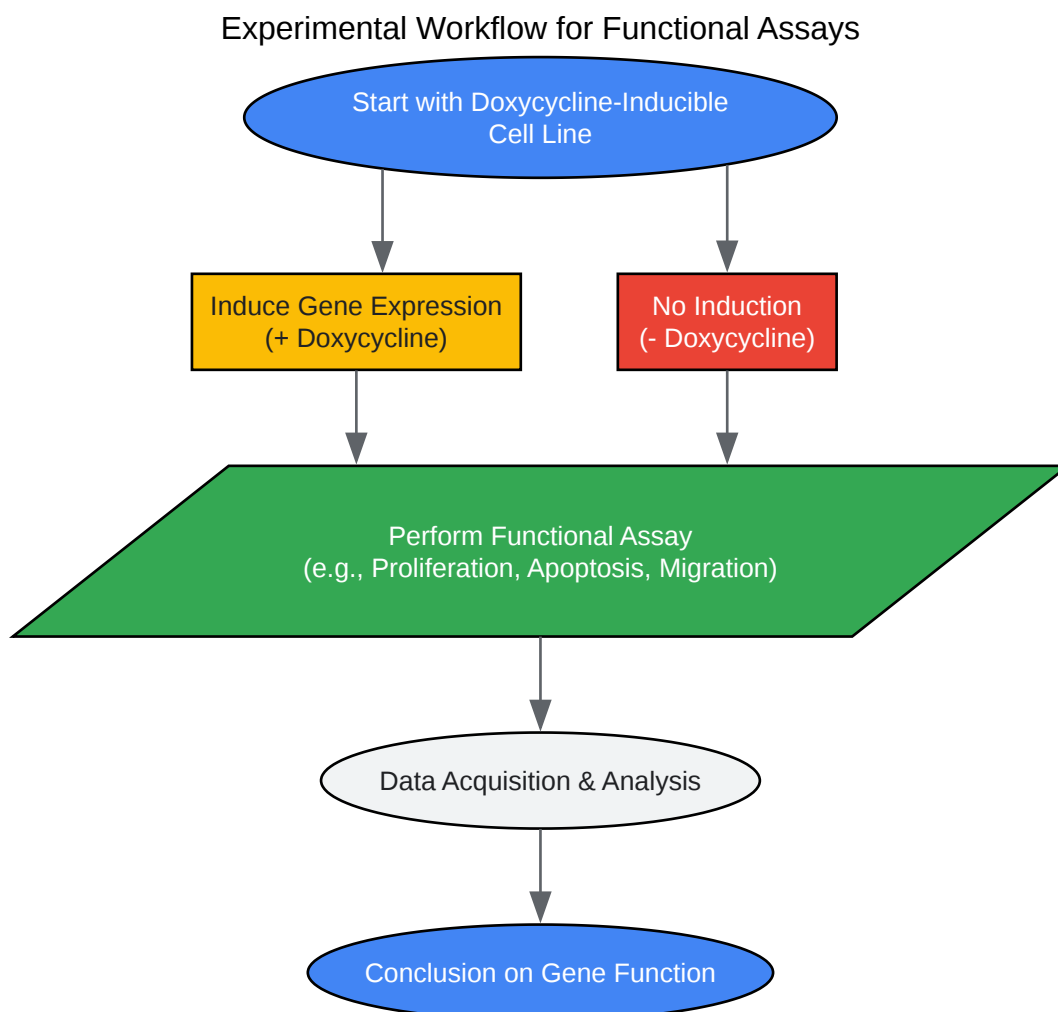 Experimental Workflow for Functional Assays
Start with Doxycycline-Inducible
Cell Line
Induce Gene Expression
(+ Doxycycline)
No Induction
(- Doxycycline)
Perform Functional Assay
(e.g., Proliferation, Apoptosis, Migration)
Data Acquisition & Analysis
Conclusion on Gene Function